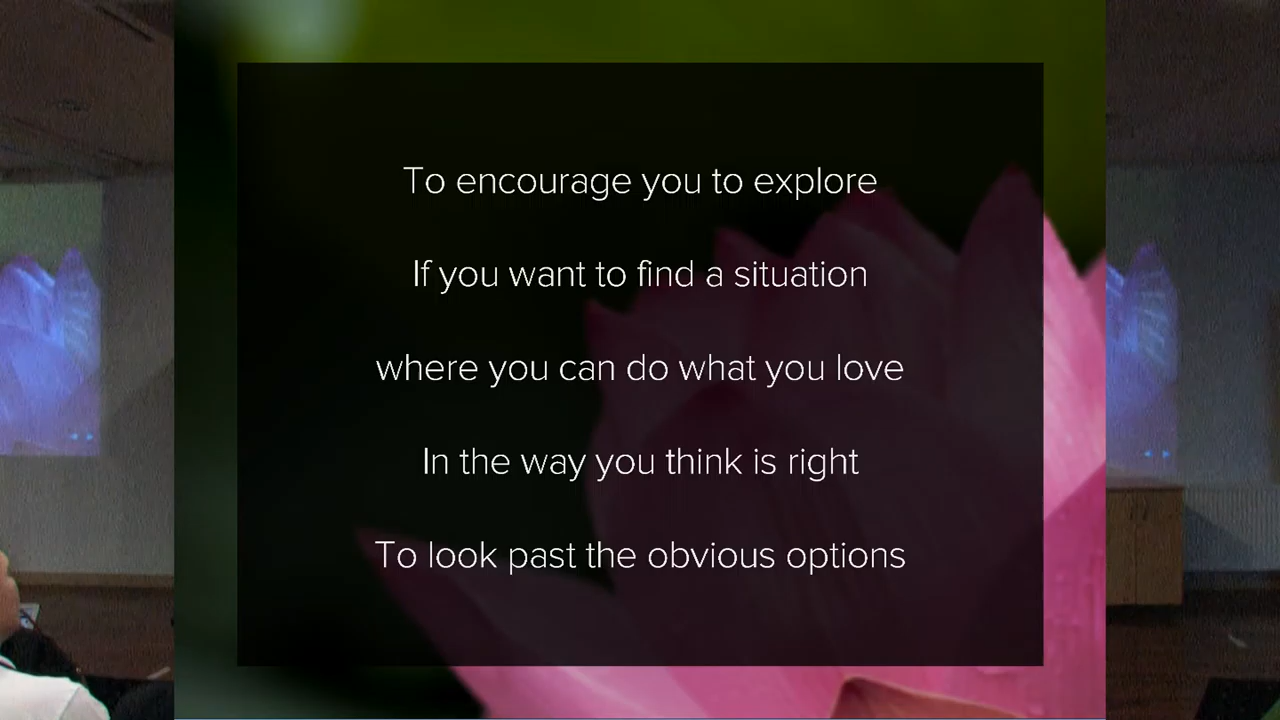 To encourage you to explore
If you want to find a situation
where you can do what you love
In the way you think is right
To look past the obvious options